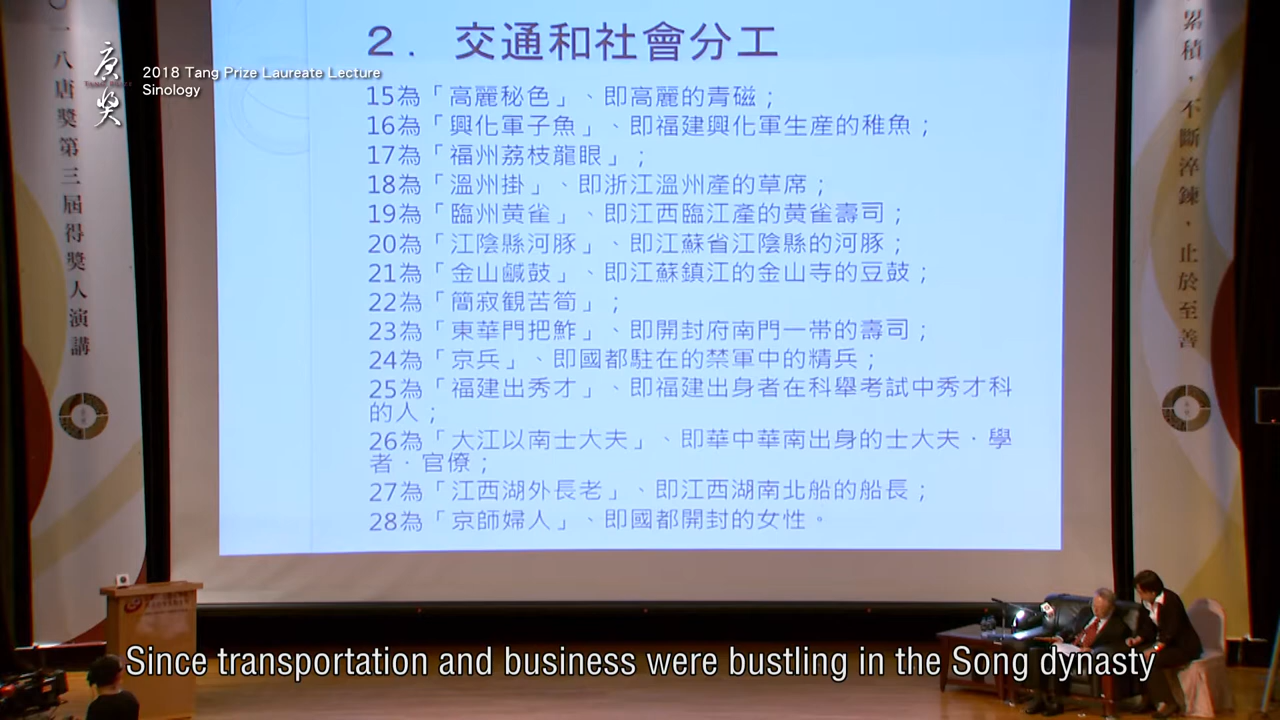 2018 Tang Prize Laureate Lecture
Sinology
唐獎
〇一八唐獎第三屆得獎人演講
累積，不斷淬鍊，止於至善
2．交通和社會分工
15為「高麗秘色」、即高麗的青磁；
16為「興化軍子魚」、即福建興化軍生産的稚魚；
17為「福州荔枝龍眼」；
18為「溫州掛」、即浙江溫州產的草席；
19為「臨州黃雀」、即江西臨江產的黃雀壽司；
20為「江陰縣河豚」、即江蘇省江陰縣的河豚；
21為「金山鹹鼓」、即江蘇鎮江的金山寺的豆鼓；
22為「簡寂観苦筍」；
23為「東華門把鮓」、即開封府南門一帯的壽司；
24為「京兵」、即國都駐在的禁軍中的精兵；
25為「福建出秀才」、即福建出身者在科舉考試中秀才科
的人；
26為「大江以南士大夫」、即華中華南出身的士大夫．學
者．官僚；
27為「江西湖外長老」、即江西湖南北船的船長；
28為「京師婦人」、即國都開封的女性。
Since transportation and business were bustling in the Song dynasty